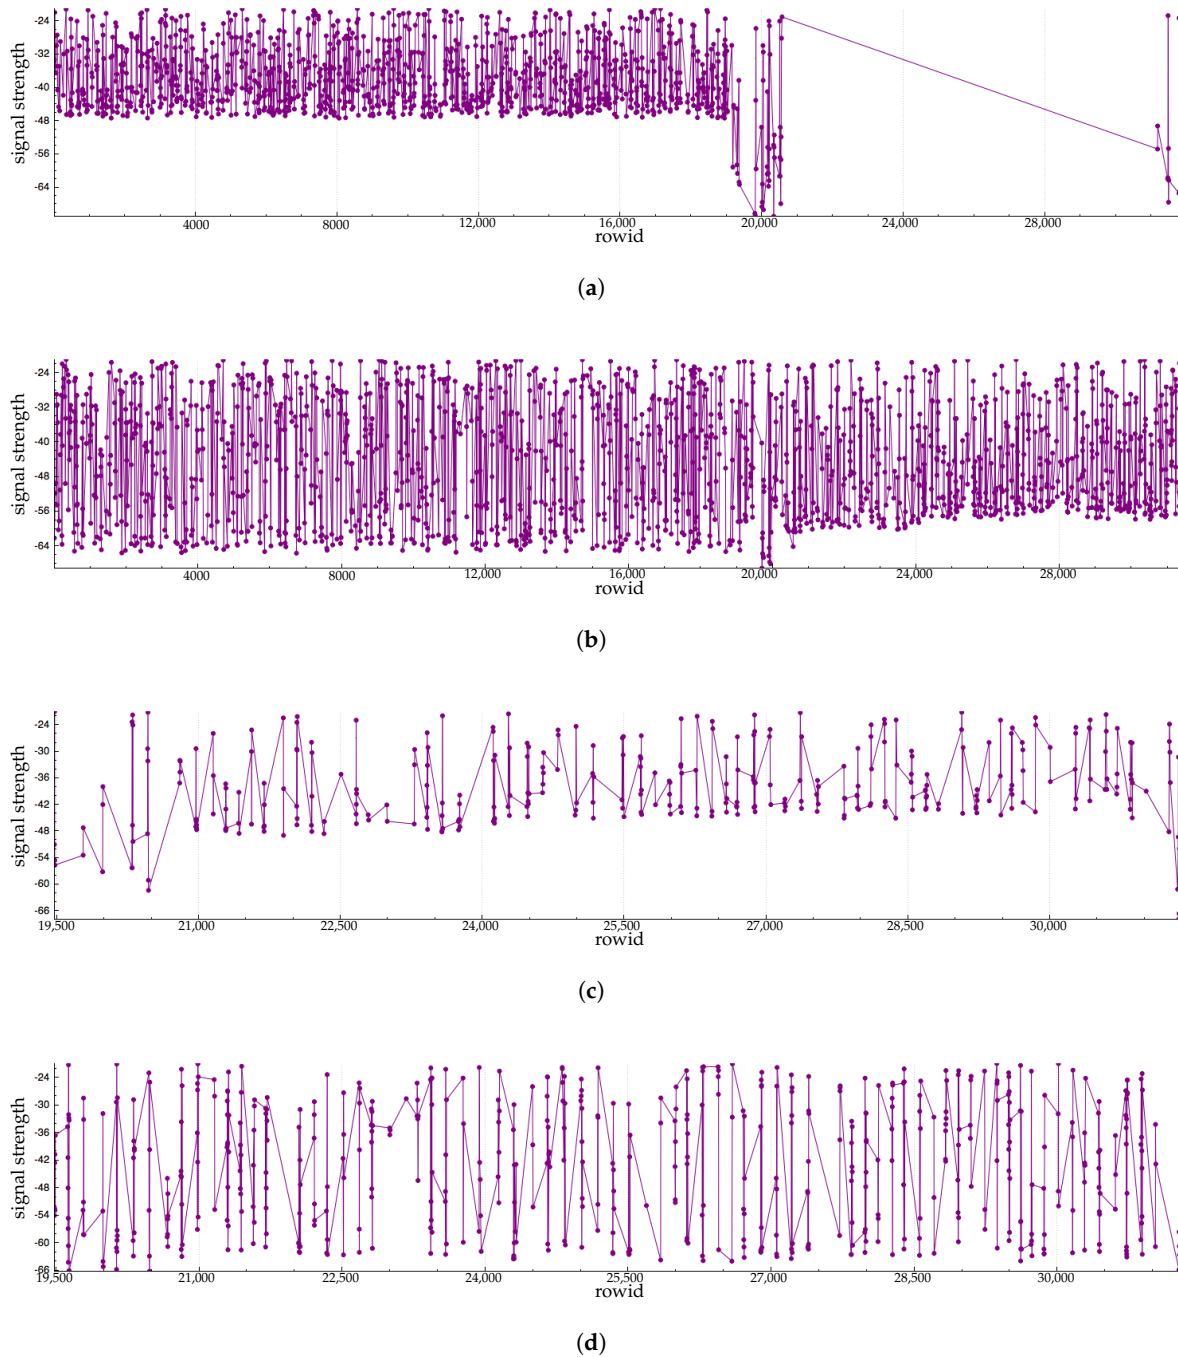 -24
-32
-40
-48
-56
-64
signal strength
4000 8000 12,000 16,000 20,000 24,000 28,000
rowid
(a)
-24
-32
-40
-48
-56
-64
signal strength
4000 8000 12,000 16,000 20,000 24,000 28,000
rowid
(b)
-24
-30
-36
-42
-48
-54
-60
-66
signal strength
19,500 21,000 22,500 24,000 25,500 27,000 28,500 30,000
rowid
(c)
-24
-30
-36
-42
-48
-54
-60
-66
signal strength
19,500 21,000 22,500 24,000 25,500 27,000 28,500 30,000
rowid
(d)